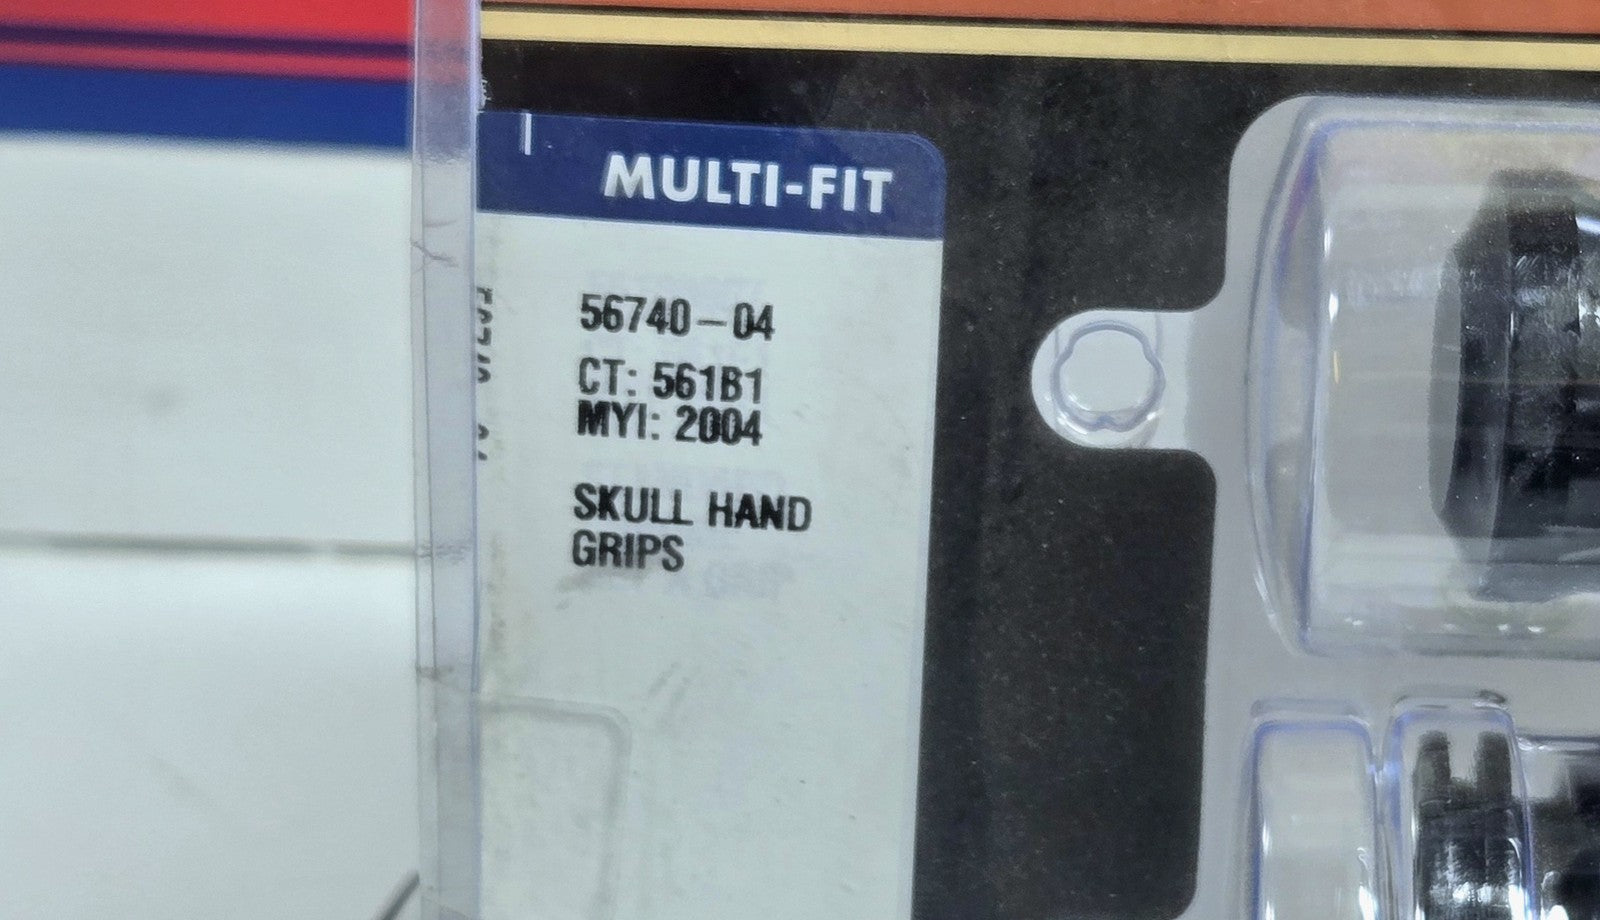 MULTI-FIT
56740-04
CT: 561B1
MYI: 2004
SKULL HAND
GRIPS